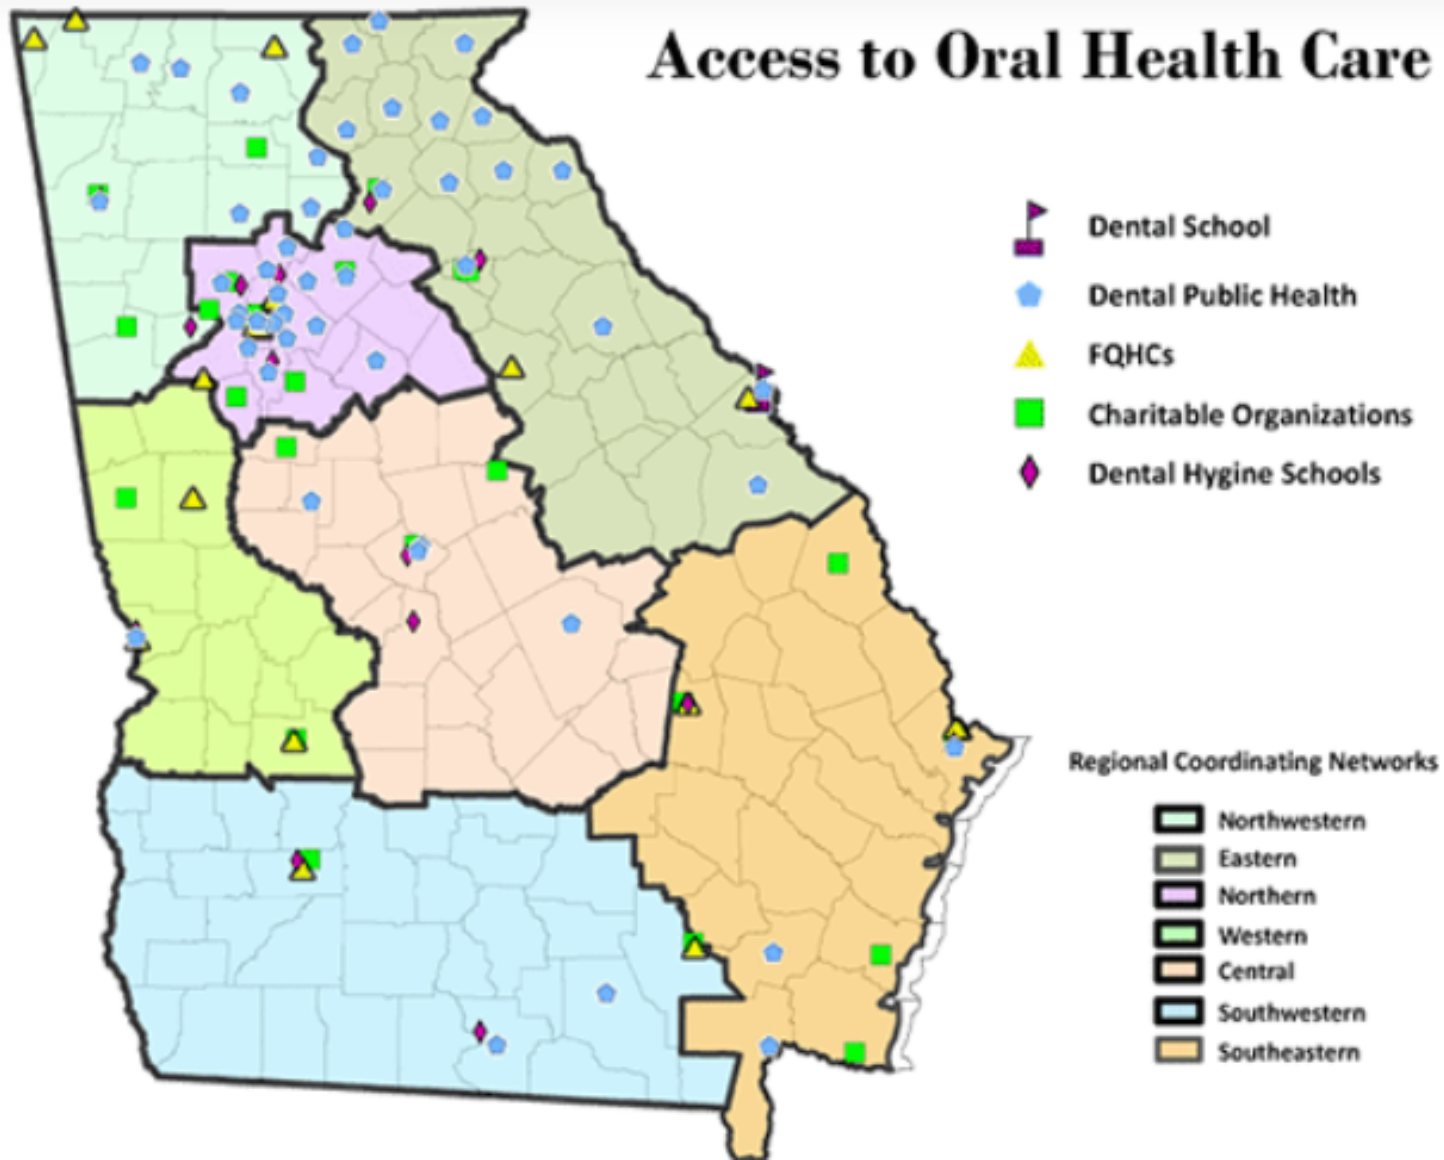 Access to Oral Health Care
Dental School
Dental Public Health
FQHCs
Charitable Organizations
Dental Hygine Schools
Regional Coordinating Networks
Northwestern
Eastern
Northern
Western
Central
Southwestern
Southeastern